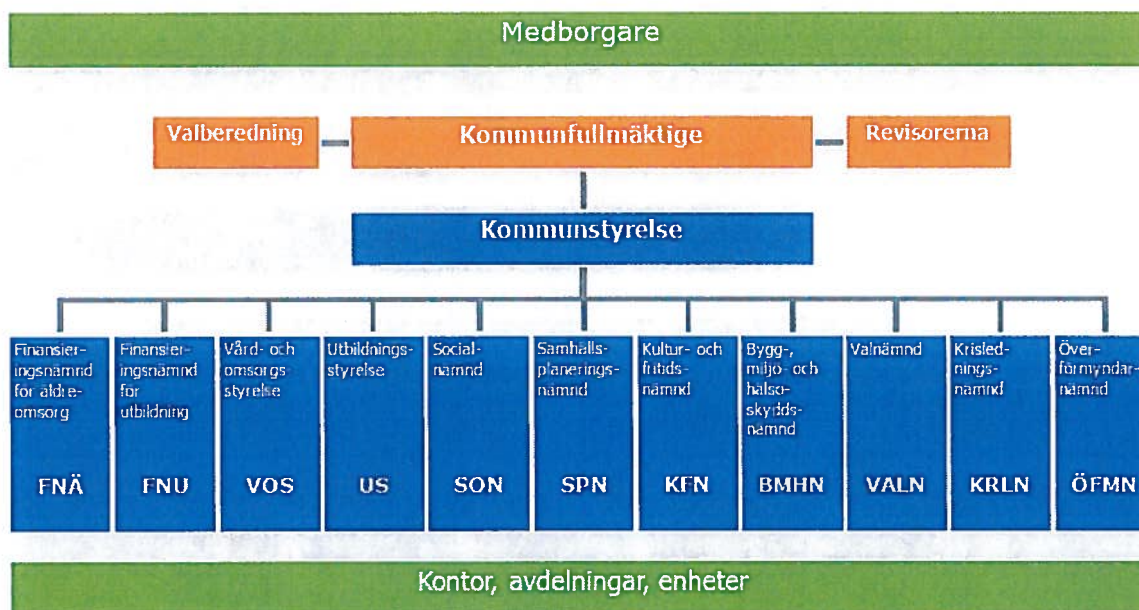 Medborgare
Valberedning
Kommunfullmäktige
Revisorerna
Kommunstyrelse
Finansier-
ingsnämnd
för äldre-
omsorg
FNÄ
Finansier-
ingsnämnd
för
utbildning
FNU
Vård- och
omsorgs-
styrelse
VOS
Utbildnings-
styrelse
US
Social-
nämnd
SON
Samhälls-
planerings-
nämnd
SPN
Kultur- och
fritids-
nämnd
KFN
Bygg-,
miljö- och
hälso-
skydds-
nämnd
BMHN
Valnämnd
VALN
Krisled-
nings-
nämnd
KRLN
Över-
förmyndar-
nämnd
ÖFMN
Kontor, avdelningar, enheter